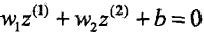 w₁z⁽¹⁾ + w₂z⁽²⁾ + b = 0